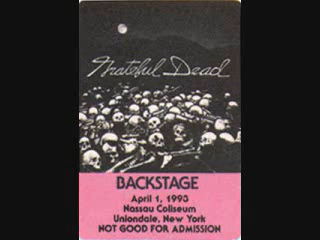 Grateful Dead
BACKSTAGE
April 1, 1993
Nassau Coliseum
Uniondale, New York
NOT GOOD FOR ADMISSION